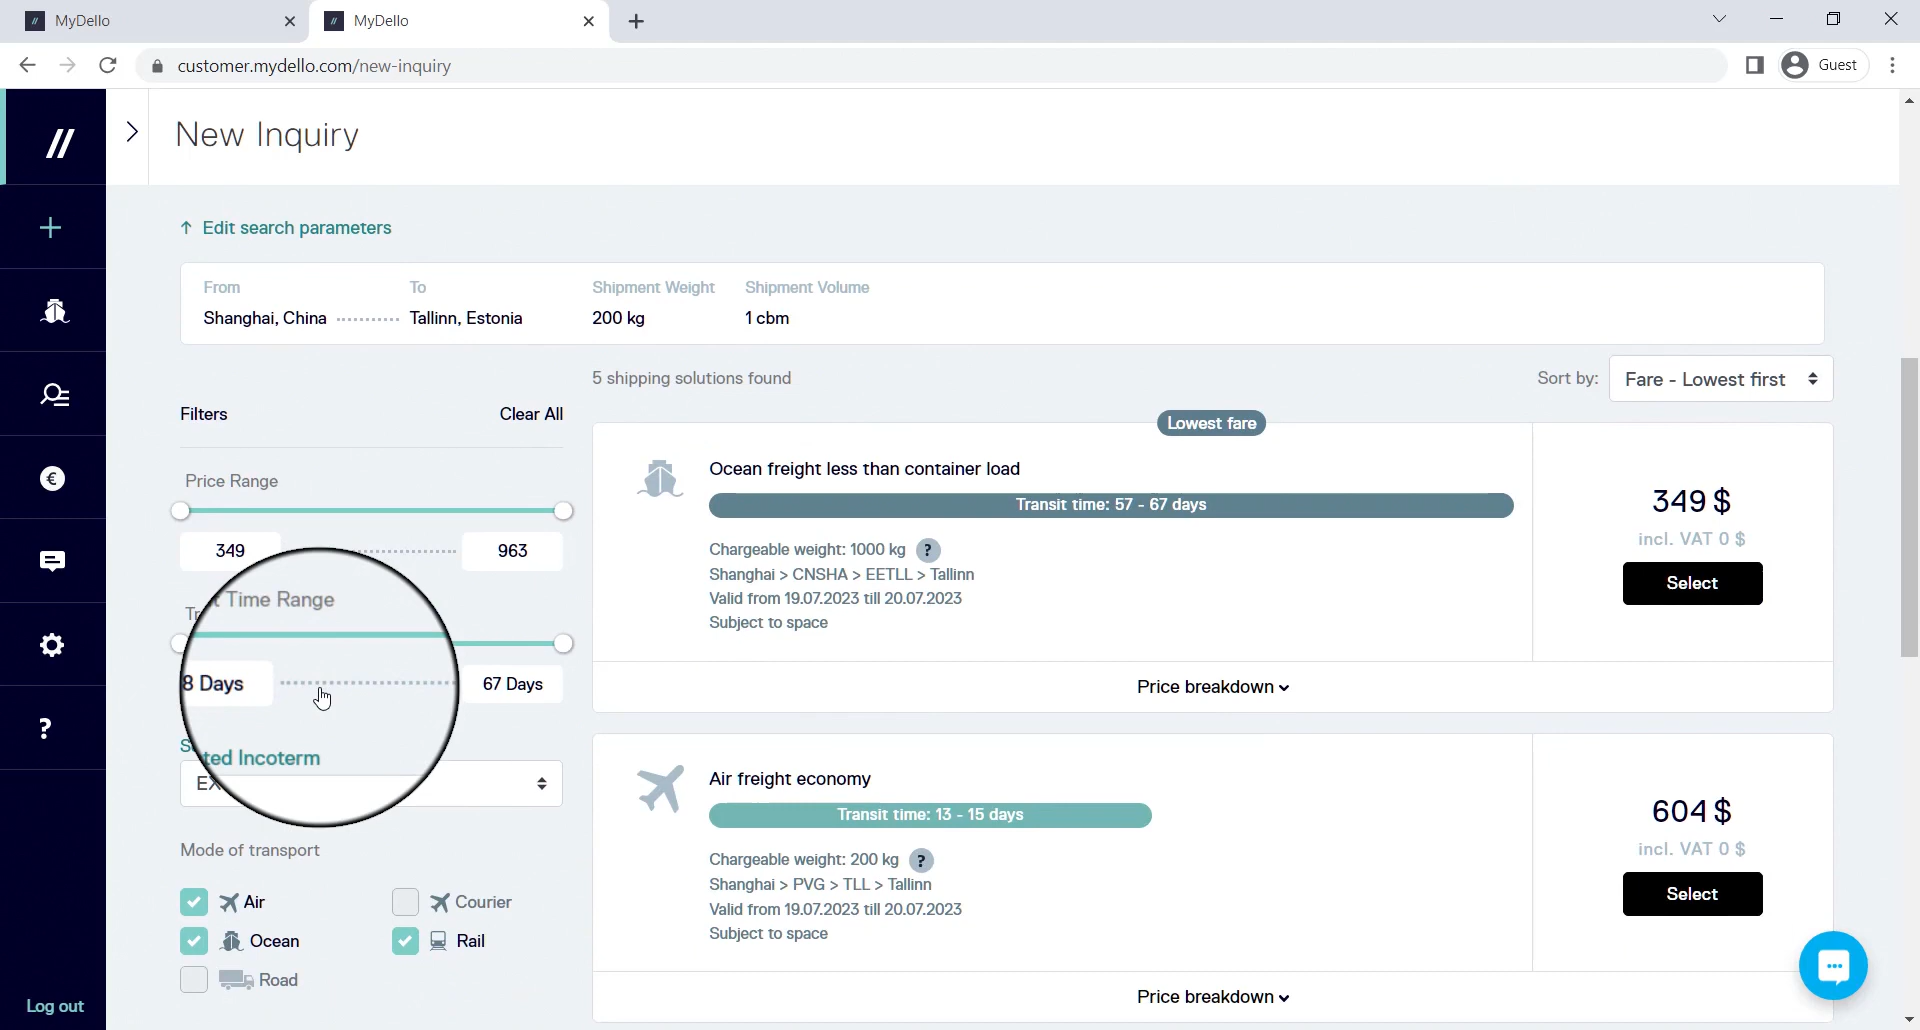 MyDello
MyDello
customer.mydello.com/new-inquiry
Guest
New Inquiry
Edit search parameters
From To Shipment Weight Shipment Volume
Shanghai, China Tallinn, Estonia 200 kg 1 cbm
5 shipping solutions found
Sort by: Fare - Lowest first
Filters Clear All
Price Range
349 963
Time Range
8 Days 67 Days
Incoterm
Mode of transport
Air Courier
Ocean Rail
Road
Lowest fare
Ocean freight less than container load
Transit time: 57 - 67 days
Chargeable weight: 1000 kg ?
Shanghai > CNSHA > EETLL > Tallinn
Valid from 19.07.2023 till 20.07.2023
Subject to space
349 $
incl. VAT 0 $
Select
Price breakdown
Air freight economy
Transit time: 13 - 15 days
Chargeable weight: 200 kg ?
Shanghai > PVG > TLL > Tallinn
Valid from 19.07.2023 till 20.07.2023
Subject to space
604 $
incl. VAT 0 $
Select
Price breakdown
Log out